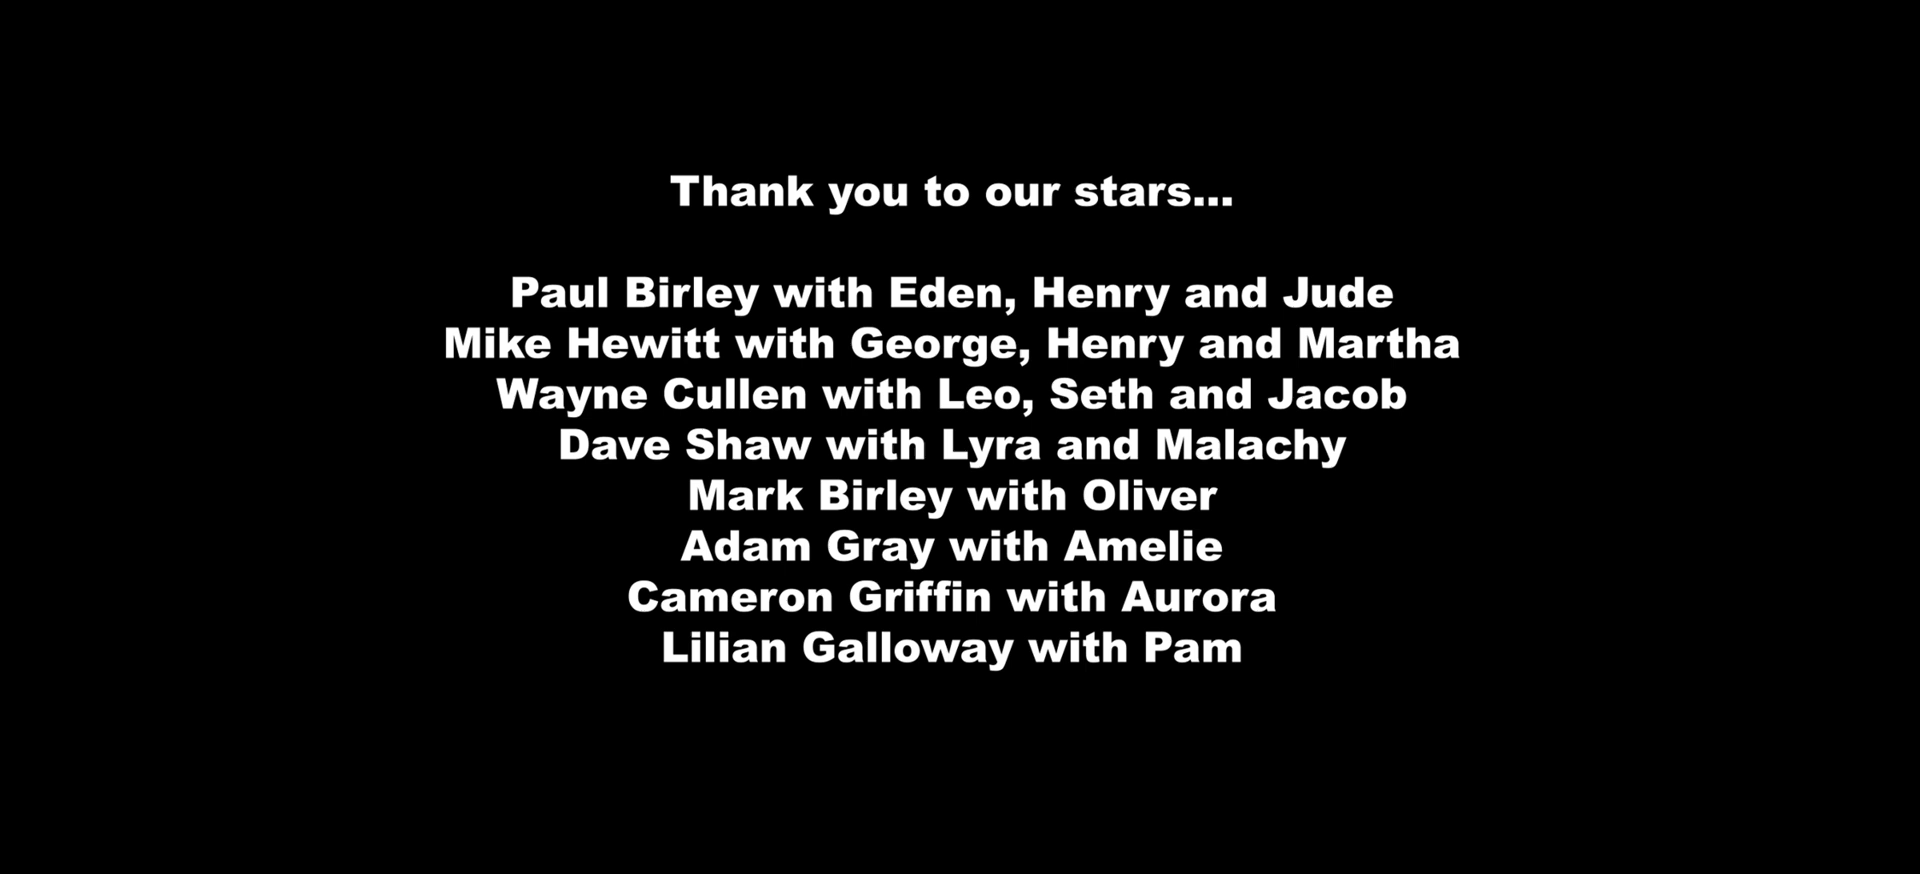 Thank you to our stars...
Paul Birley with Eden, Henry and Jude
Mike Hewitt with George, Henry and Martha
Wayne Cullen with Leo, Seth and Jacob
Dave Shaw with Lyra and Malachy
Mark Birley with Oliver
Adam Gray with Amelie
Cameron Griffin with Aurora
Lilian Galloway with Pam